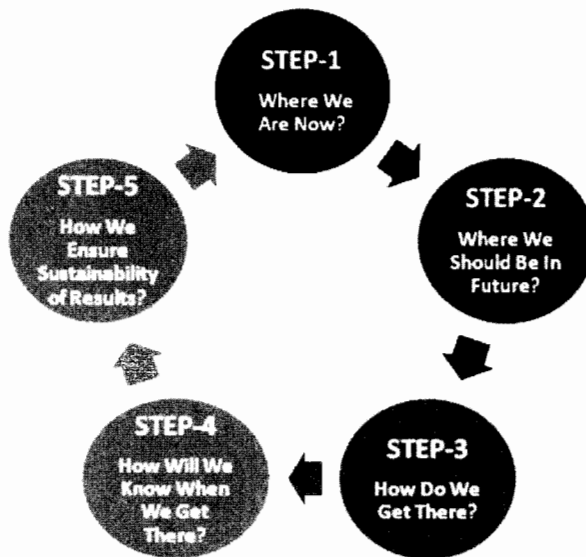 STEP-1
Where We
Are Now?
STEP-2
Where We
Should Be In
Future?
STEP-3
How Do We
Get There?
STEP-4
How Will We
Know When
We Get
There?
STEP-5
How We
Ensure
Sustainability
of Results?